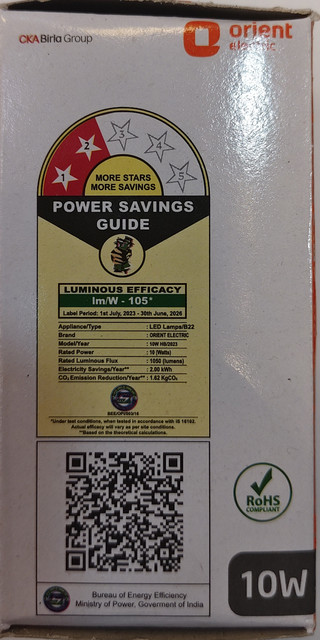 CKA Birla Group
orient
electric
1
2
3
4
5
MORE STARS
MORE SAVINGS
POWER SAVINGS
GUIDE
LUMINOUS EFFICACY
lm/W - 105*
Label Period: 1st July, 2023 - 30th June, 2026
Appliance/Type : LED Lamps/B22
Brand : ORIENT ELECTRIC
Model/Year : 10W HB/2023
Rated Power : 10 (Watts)
Rated Luminous Flux : 1050 (lumens)
Electricity Savings/Year** : 2.00 kWh
CO2 Emission Reduction/Year** : 1.62 KgCO2
*Under test conditions, when tested in accordance with IS 16102.
Actual efficacy will vary as per site conditions.
**Based on the theoretical calculations.
RoHS
COMPLIANT
10W
Bureau of Energy Efficiency
Ministry of Power, Goverment of India